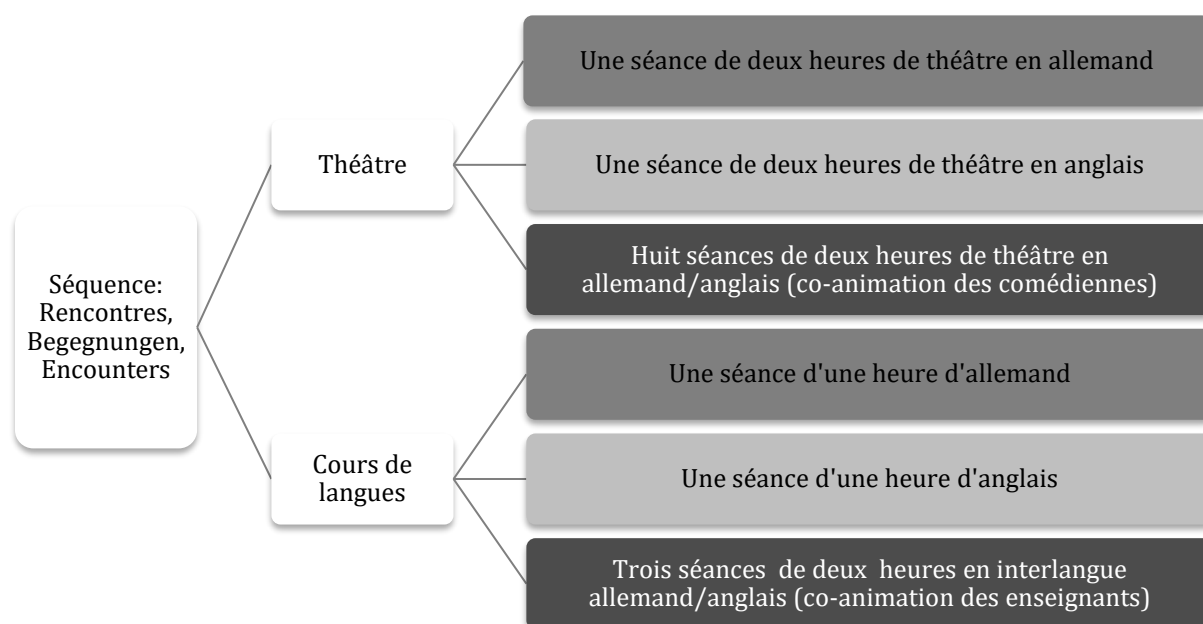 Séquence:
Rencontres,
Begegnungen,
Encounters
Théâtre
Une séance de deux heures de théâtre en allemand
Une séance de deux heures de théâtre en anglais
Huit séances de deux heures de théâtre en
allemand/anglais (co-animation des comédiennes)
Cours de
langues
Une séance d'une heure d'allemand
Une séance d'une heure d'anglais
Trois séances de deux heures en interlangue
allemand/anglais (co-animation des enseignants)